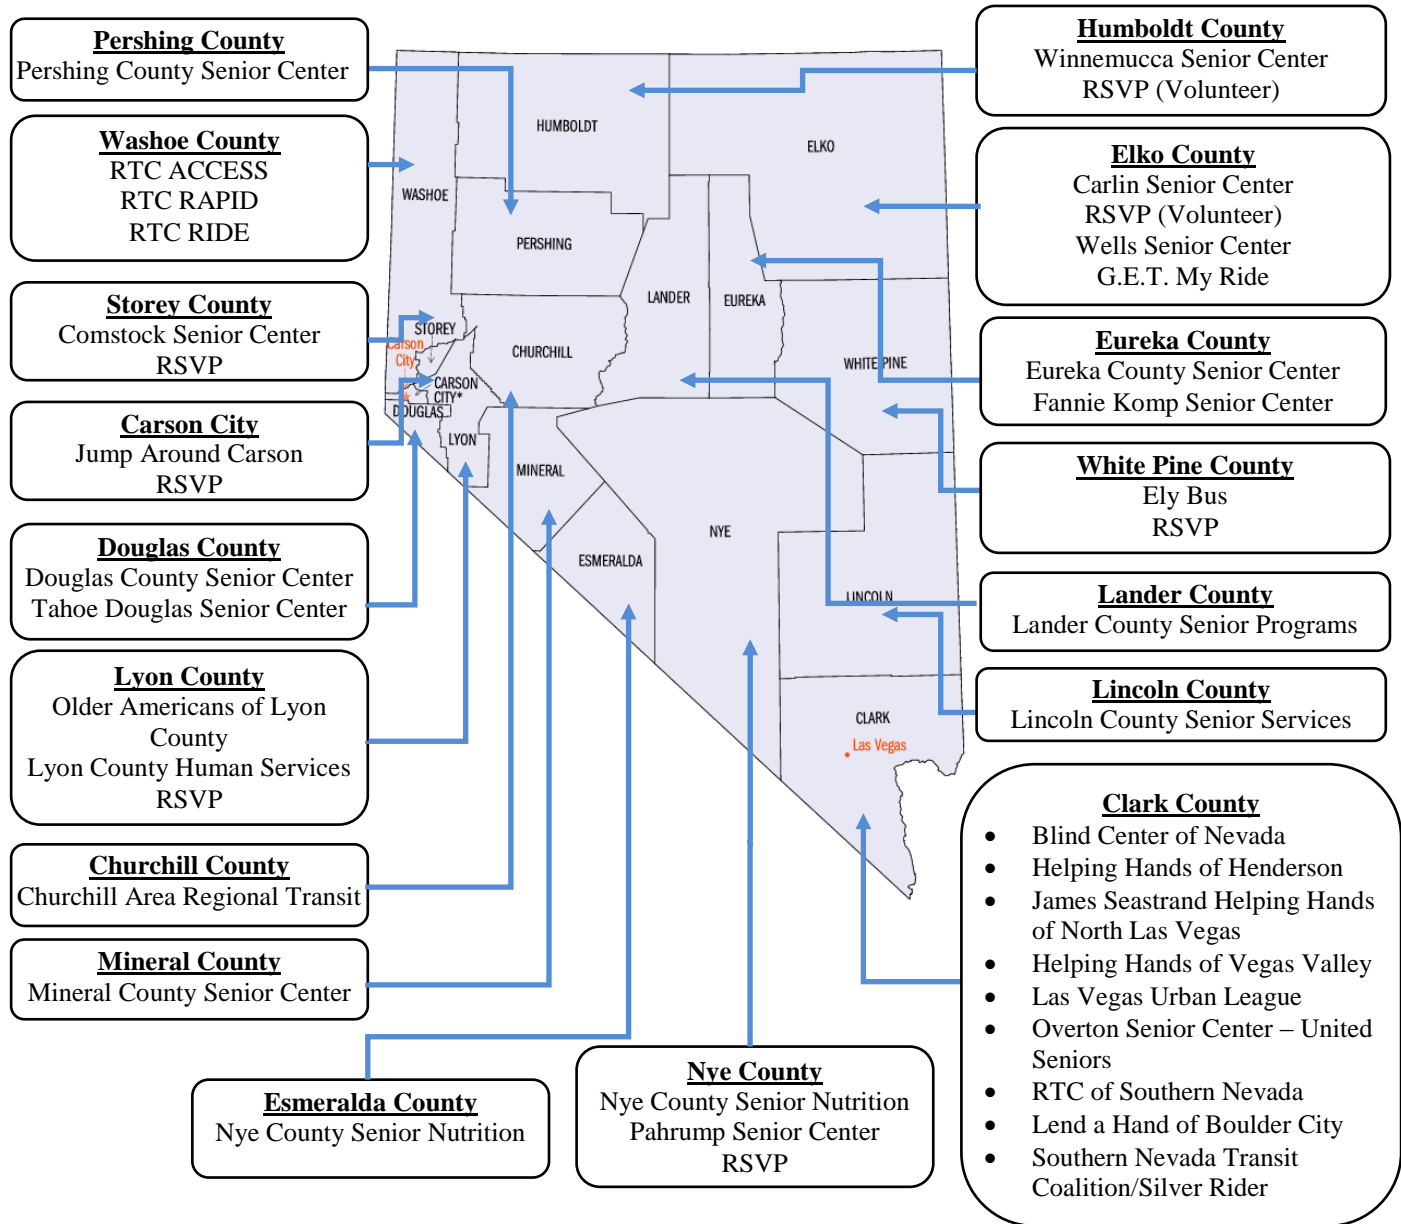 Pershing County
Pershing County Senior Center
Washoe County
RTC ACCESS
RTC RAPID
RTC RIDE
Storey County
Comstock Senior Center
RSVP
Carson City
Jump Around Carson
RSVP
Douglas County
Douglas County Senior Center
Tahoe Douglas Senior Center
Lyon County
Older Americans of Lyon
County
Lyon County Human Services
RSVP
Churchill County
Churchill Area Regional Transit
Mineral County
Mineral County Senior Center
Esmeralda County
Nye County Senior Nutrition
Nye County
Nye County Senior Nutrition
Pahrump Senior Center
RSVP
HUMBOLDT
ELKO
WASHOE
PERSHING
LANDER
EUREKA
STOREY
Carson
City
CHURCHILL
WHITE PINE
CARSON
CITY*
DOUGLAS
LYON
MINERAL
NYE
ESMERALDA
LINCOLN
CLARK
Las Vegas
Humboldt County
Winnemucca Senior Center
RSVP (Volunteer)
Elko County
Carlin Senior Center
RSVP (Volunteer)
Wells Senior Center
G.E.T. My Ride
Eureka County
Eureka County Senior Center
Fannie Komp Senior Center
White Pine County
Ely Bus
RSVP
Lander County
Lander County Senior Programs
Lincoln County
Lincoln County Senior Services
Clark County
• Blind Center of Nevada
• Helping Hands of Henderson
• James Seastrand Helping Hands
of North Las Vegas
• Helping Hands of Vegas Valley
• Las Vegas Urban League
• Overton Senior Center – United
Seniors
• RTC of Southern Nevada
• Lend a Hand of Boulder City
• Southern Nevada Transit
Coalition/Silver Rider